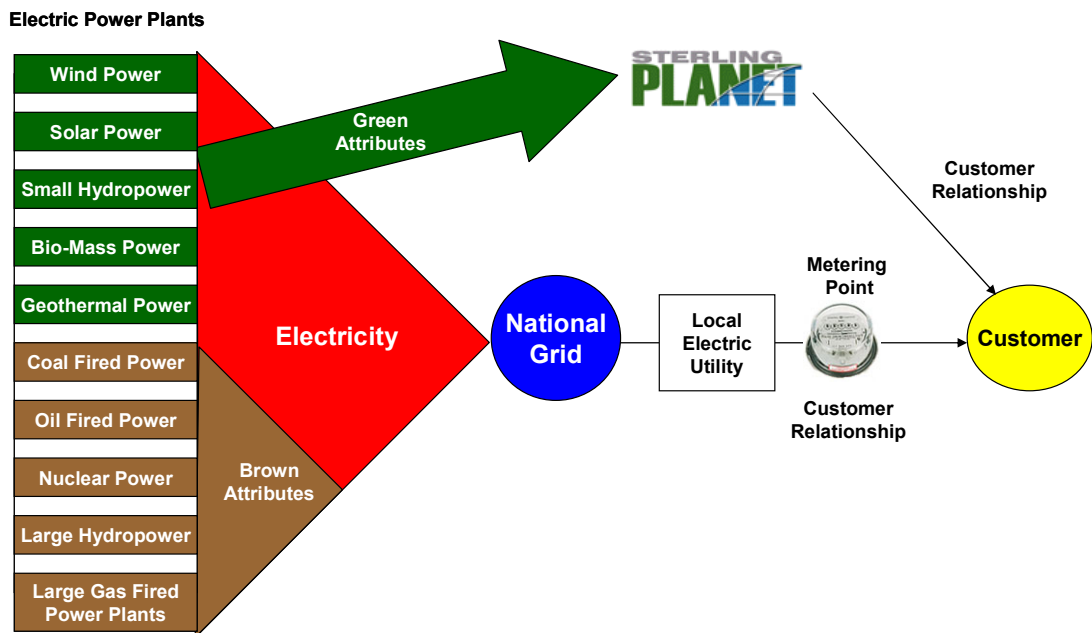 Electric Power Plants
Wind Power
Solar Power
Small Hydropower
Bio-Mass Power
Geothermal Power
Coal Fired Power
Oil Fired Power
Nuclear Power
Large Hydropower
Large Gas Fired
Power Plants
Green
Attributes
Electricity
Brown
Attributes
STERLING
PLANET
National
Grid
Local
Electric
Utility
Metering
Point
Customer
Relationship
Customer
Relationship
Customer